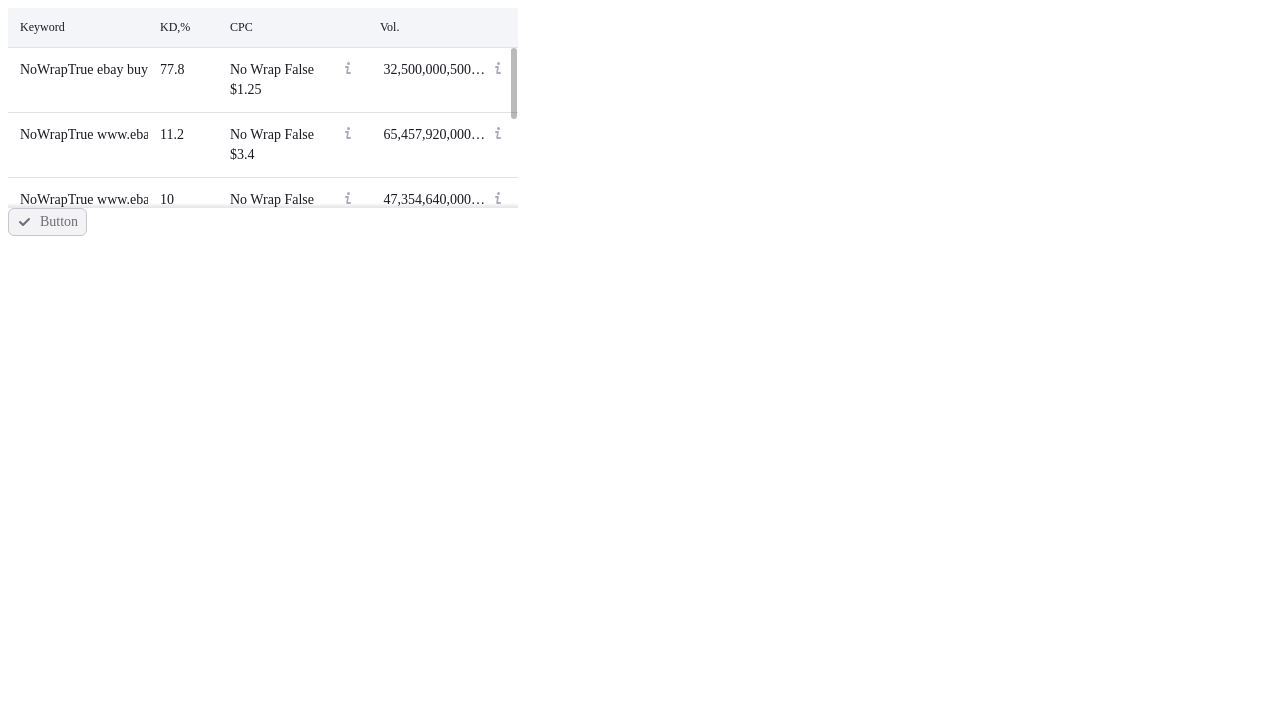 Keyword KD,% CPC Vol.
NoWrapTrue ebay buy 77.8 No Wrap False 32,500,000,500…
$1.25
NoWrapTrue www.eba 11.2 No Wrap False 65,457,920,000…
$3.4
NoWrapTrue www.eba 10 No Wrap False 47,354,640,000…
Button